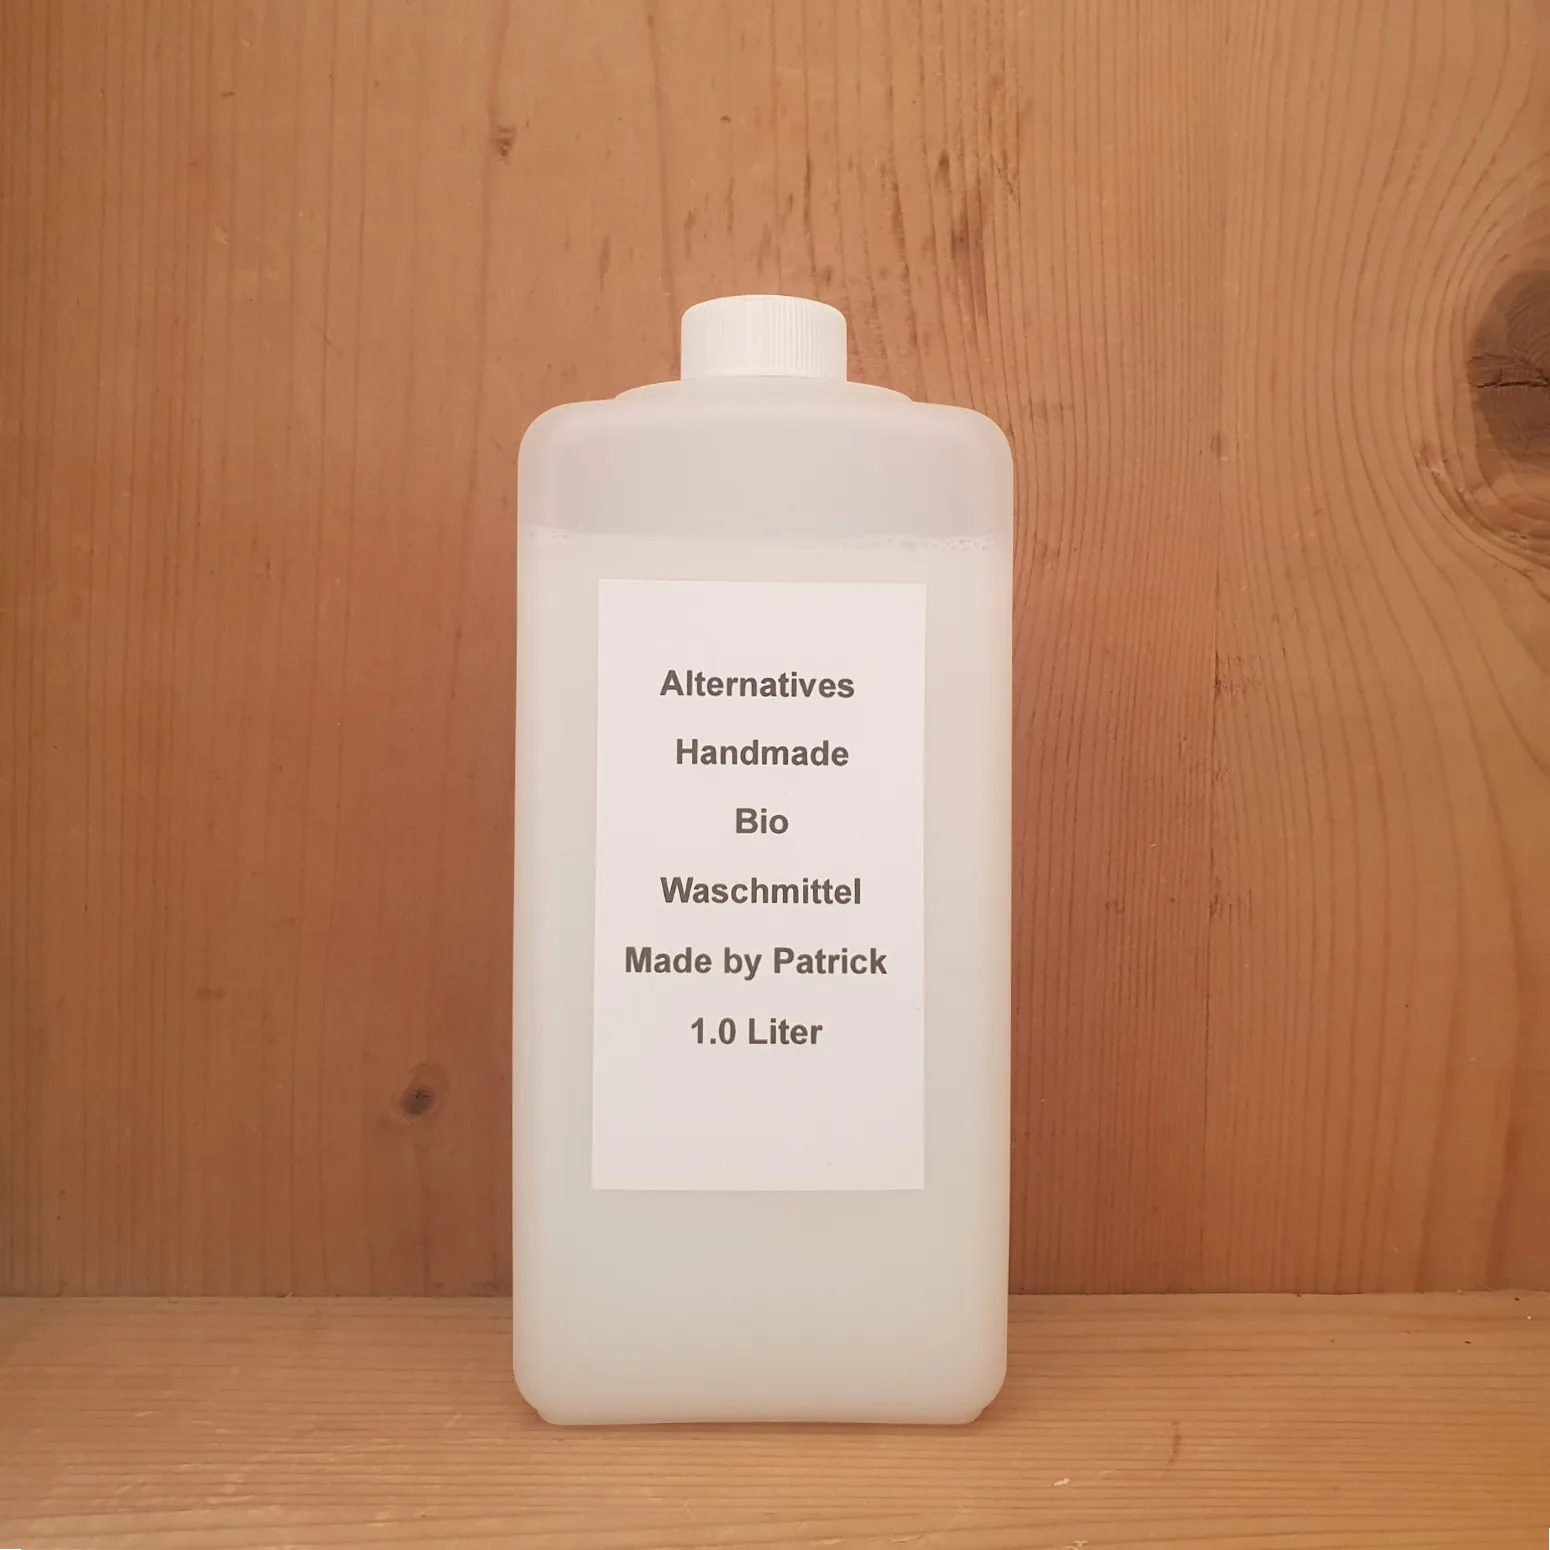 Alternatives
Handmade
Bio
Waschmittel
Made by Patrick
1.0 Liter